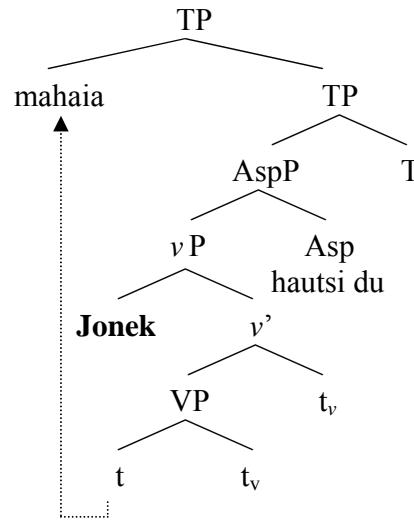 TP
mahaia TP
AspP T
vP Asp
hautsi du
Jonek v’
VP tv
t tv